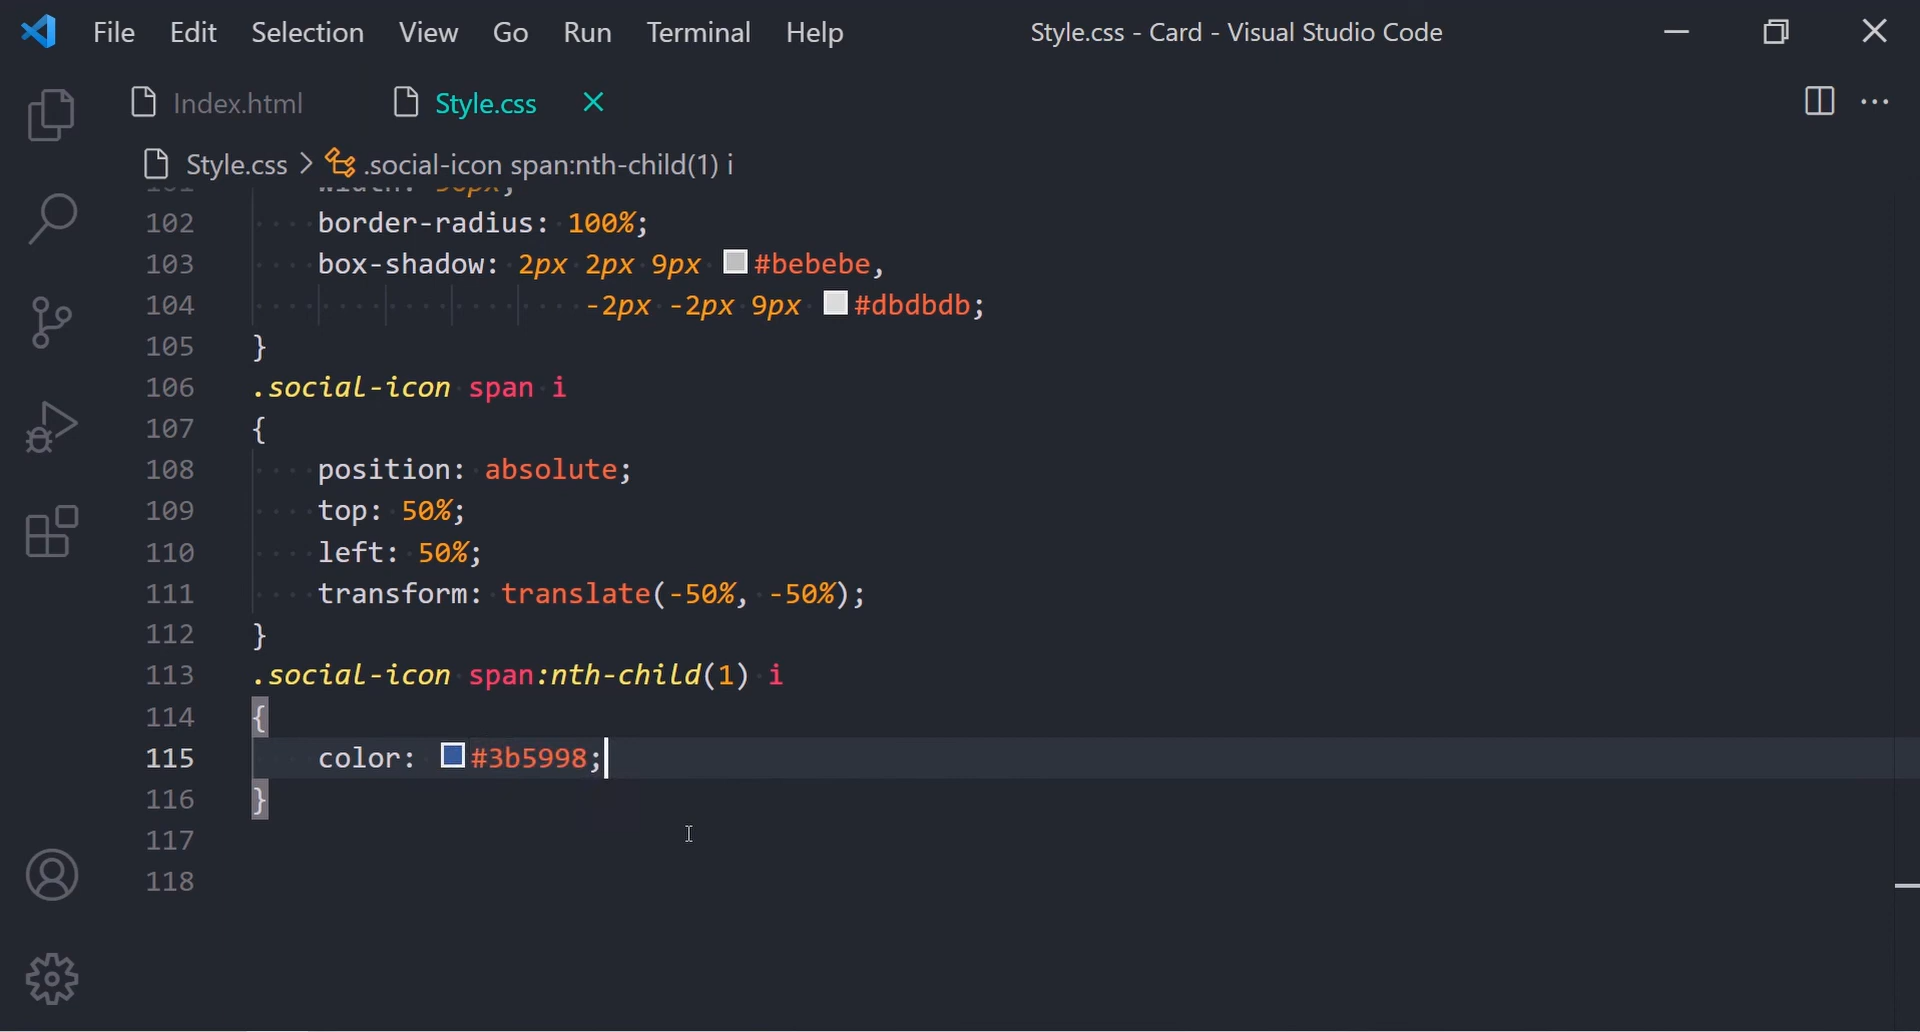 File Edit Selection View Go Run Terminal Help Style.css - Card - Visual Studio Code
Index.html Style.css
Style.css > .social-icon span:nth-child(1) i
102 border-radius: 100%;
103 box-shadow: 2px 2px 9px #bebebe,
104 -2px -2px 9px #dbdbdb;
105 }
106 .social-icon span i
107 {
108 position: absolute;
109 top: 50%;
110 left: 50%;
111 transform: translate(-50%, -50%);
112 }
113 .social-icon span:nth-child(1) i
114 {
115 color: #3b5998;
116 }
117
118